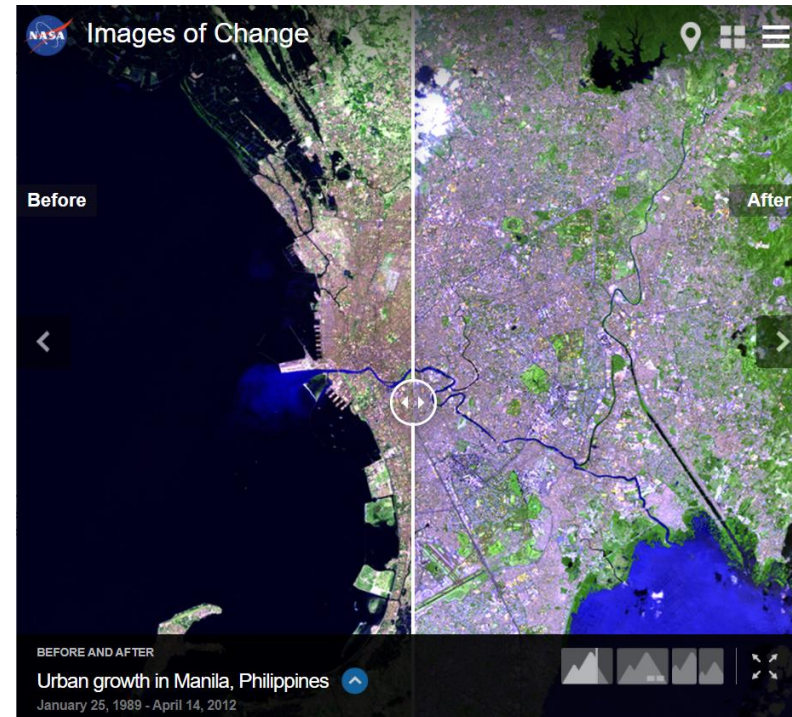 NASA
Images of Change
Before
After
BEFORE AND AFTER
Urban growth in Manila, Philippines
January 25, 1989 - April 14, 2012